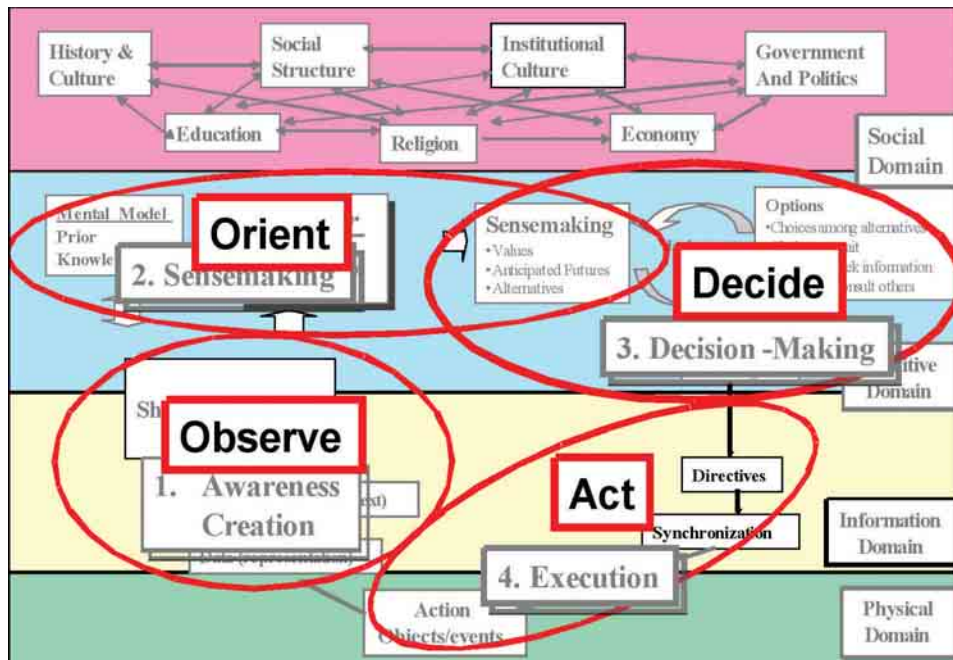 History &
Culture
Social
Structure
Institutional
Culture
Government
And Politics
Education
Religion
Economy
Social
Domain
Mental Model
Prior
Orient
2. Sensemaking
Sensemaking
•Values
•Anticipated Futures
•Alternatives
Options
•Choices among alternatives
Decide
3. Decision -Making
Domain
Observe
1. Awareness
Creation
Act
Directives
Synchronization
Information
Domain
4. Execution
Action
Objects/events
Physical
Domain